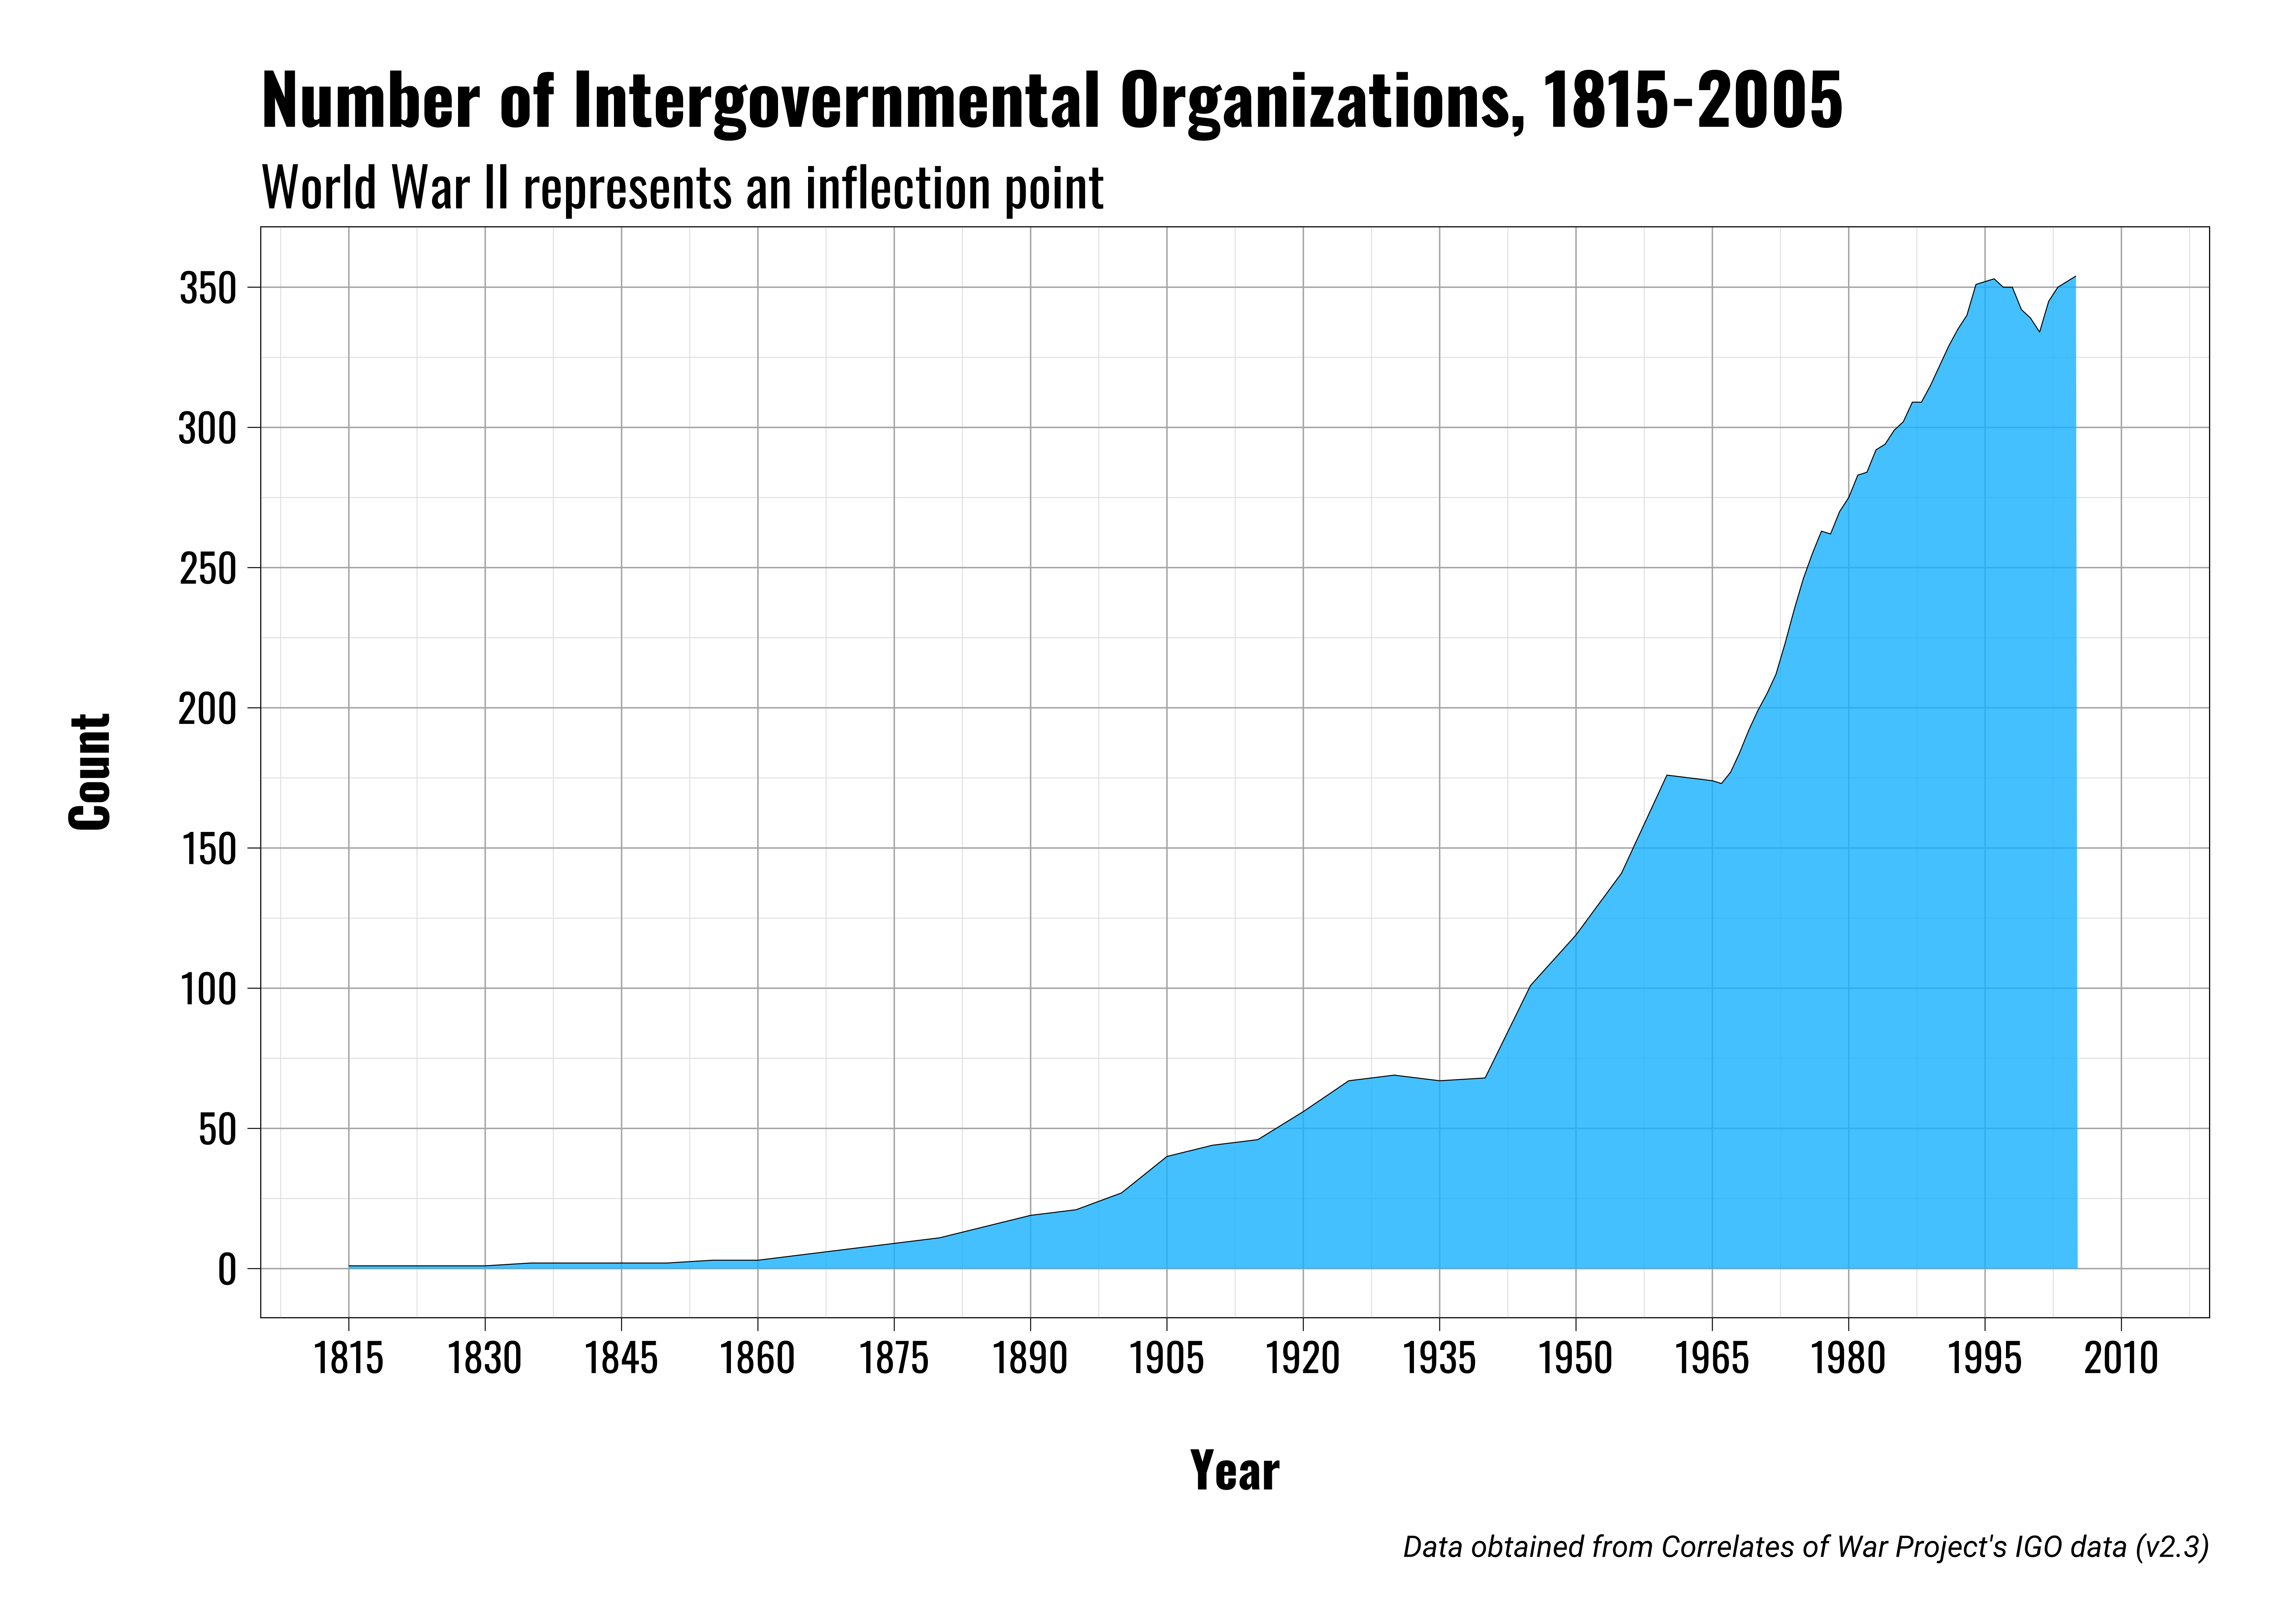 Number of Intergovernmental Organizations, 1815-2005
World War II represents an inflection point
350
300
250
200
150
100
50
0
Count
1815 1830 1845 1860 1875 1890 1905 1920 1935 1950 1965 1980 1995 2010
Year
Data obtained from Correlates of War Project's IGO data (v2.3)